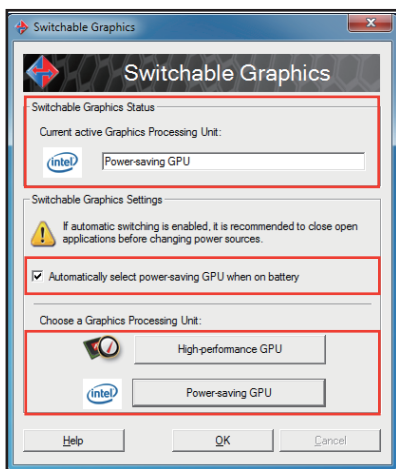 Switchable Graphics
Switchable Graphics
Switchable Graphics Status
Current active Graphics Processing Unit:
intel
Power-saving GPU
Switchable Graphics Settings
If automatic switching is enabled, it is recommended to close open
applications before changing power sources.
Automatically select power-saving GPU when on battery
Choose a Graphics Processing Unit:
High-performance GPU
intel
Power-saving GPU
Help
OK
Cancel